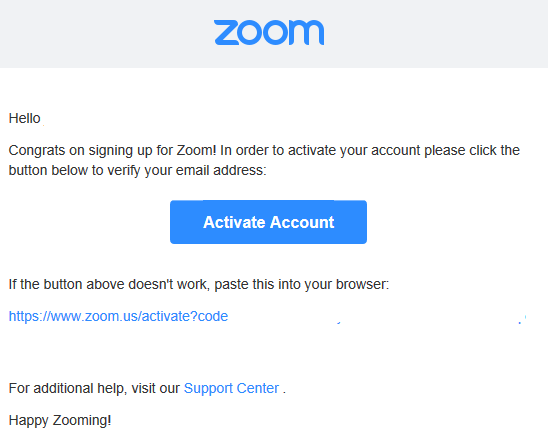 zoom
Hello
Congrats on signing up for Zoom! In order to activate your account please click the
button below to verify your email address:
Activate Account
If the button above doesn't work, paste this into your browser:
https://www.zoom.us/activate?code
For additional help, visit our Support Center .
Happy Zooming!